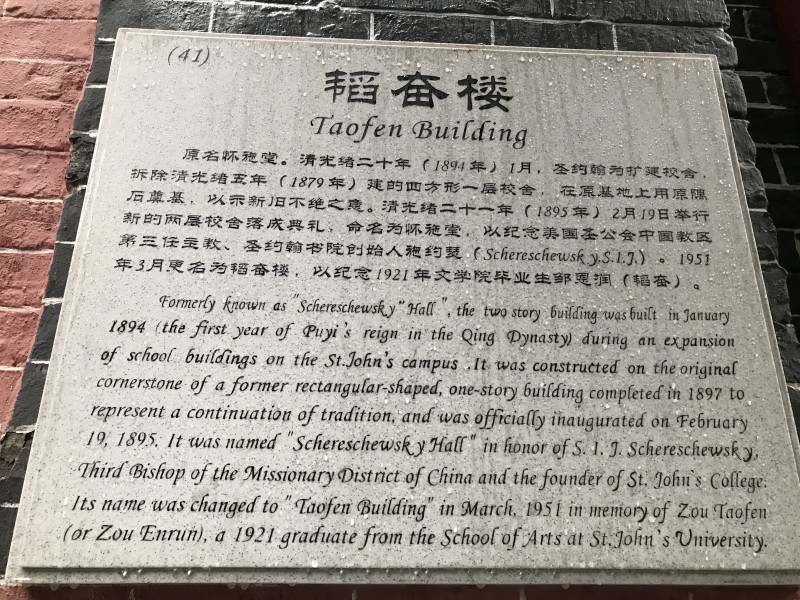 (41)
韬奋楼
Taofen Building
原名怀施堂。清光绪二十年（1894年）1月，圣约翰为扩建校舍，
拆除清光绪五年（1879年）建的四方形一层校舍，在原基地上用原隅
石奠基，以示新旧不绝之意。清光绪二十一年（1895年）2月19日举行
新的两层校舍落成典礼，命名为怀施堂，以纪念美国圣公会中国教区
第三任主教、圣约翰书院创始人施约瑟（Schereschewsky,S.I.J.）。1951
年3月更名为韬奋楼，以纪念1921年文学院毕业生邹恩润（韬奋）。
Formerly known as "Schereschewsky" Hall", the two story building was built in January
1894 (the first year of Puyi's reign in the Qing Dynasty) during an expansion
of school buildings on the St.John's campus .It was constructed on the original
cornerstone of a former rectangular-shaped, one-story building completed in 1897 to
represent a continuation of tradition, and was officially inaugurated on February
19, 1895. It was named "Schereschewsky Hall" in honor of S. I. J. Schereschewsky,
Third Bishop of the Missionary District of China and the founder of St. John's College.
Its name was changed to "Taofen Building" in March, 1951 in memory of Zou Taofen
(or Zou Enrun), a 1921 graduate from the School of Arts at St.John's University.